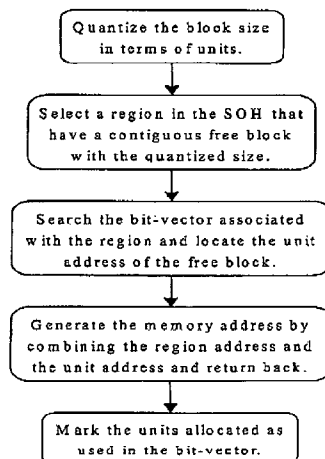 Quantize the block size
in terms of units.
Select a region in the SOH that
have a contiguous free block
with the quantized size.
Search the bit-vector associated
with the region and locate the unit
address of the free block.
Generate the memory address by
combining the region address and
the unit address and return back.
Mark the units allocated as
used in the bit-vector.